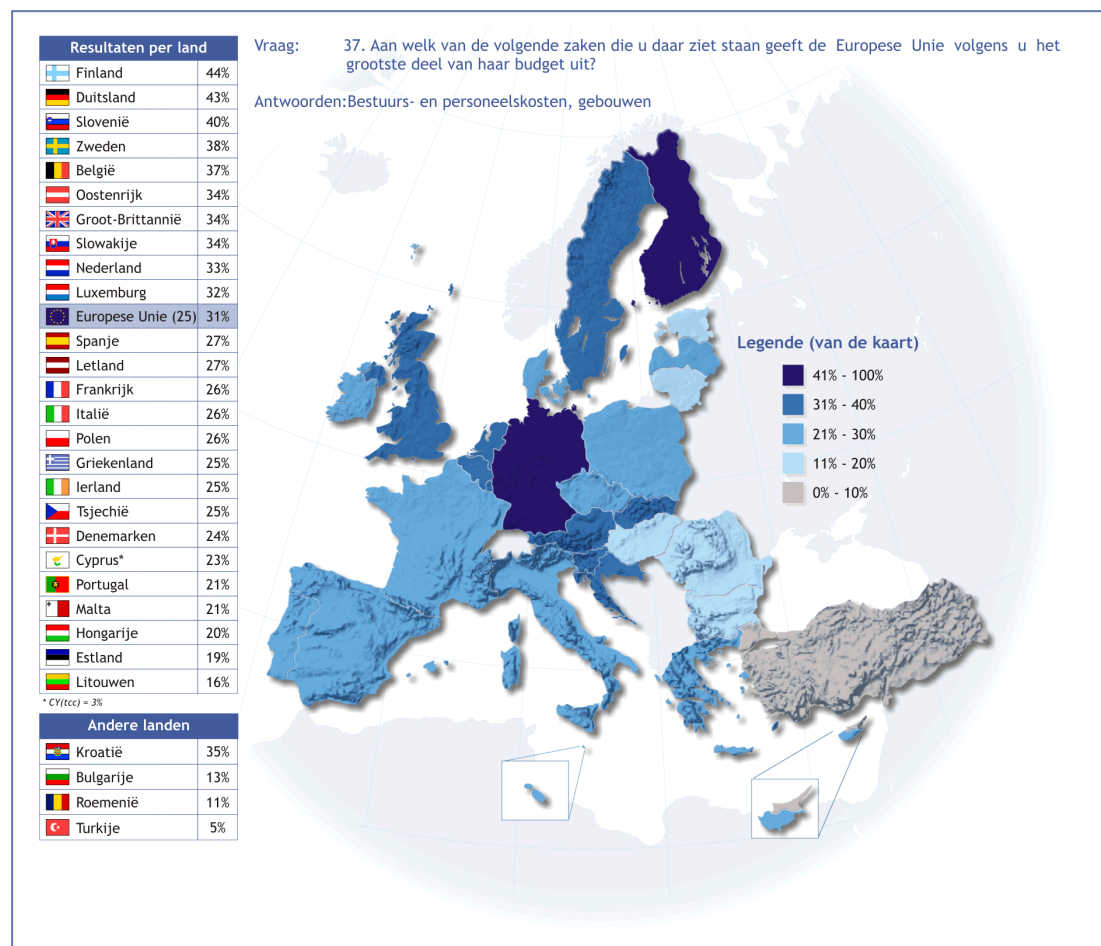 Resultaten per land
Finland 44%
Duitsland 43%
Slovenië 40%
Zweden 38%
België 37%
Oostenrijk 34%
Groot-Brittannië 34%
Slowakije 34%
Nederland 33%
Luxemburg 32%
Europese Unie (25) 31%
Spanje 27%
Letland 27%
Frankrijk 26%
Italië 26%
Polen 26%
Griekenland 25%
Ierland 25%
Tsjechië 25%
Denemarken 24%
Cyprus* 23%
Portugal 21%
Malta 21%
Hongarije 20%
Estland 19%
Litouwen 16%
* CY(tcc) = 3%
Andere landen
Kroatië 35%
Bulgarije 13%
Roemenië 11%
Turkije 5%
Vraag: 37. Aan welk van de volgende zaken die u daar ziet staan geeft de Europese Unie volgens u het
grootste deel van haar budget uit?
Antwoorden:Bestuurs- en personeelskosten, gebouwen
Legende (van de kaart)
41% - 100%
31% - 40%
21% - 30%
11% - 20%
0% - 10%